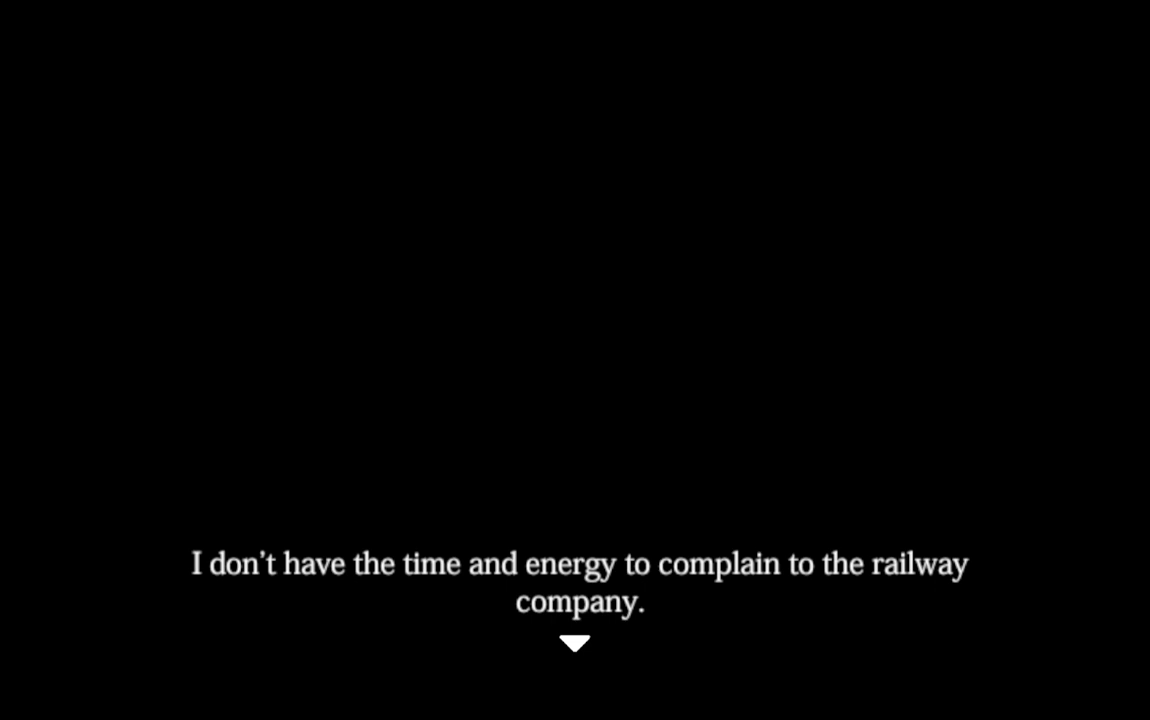 I don’t have the time and energy to complain to the railway
company.